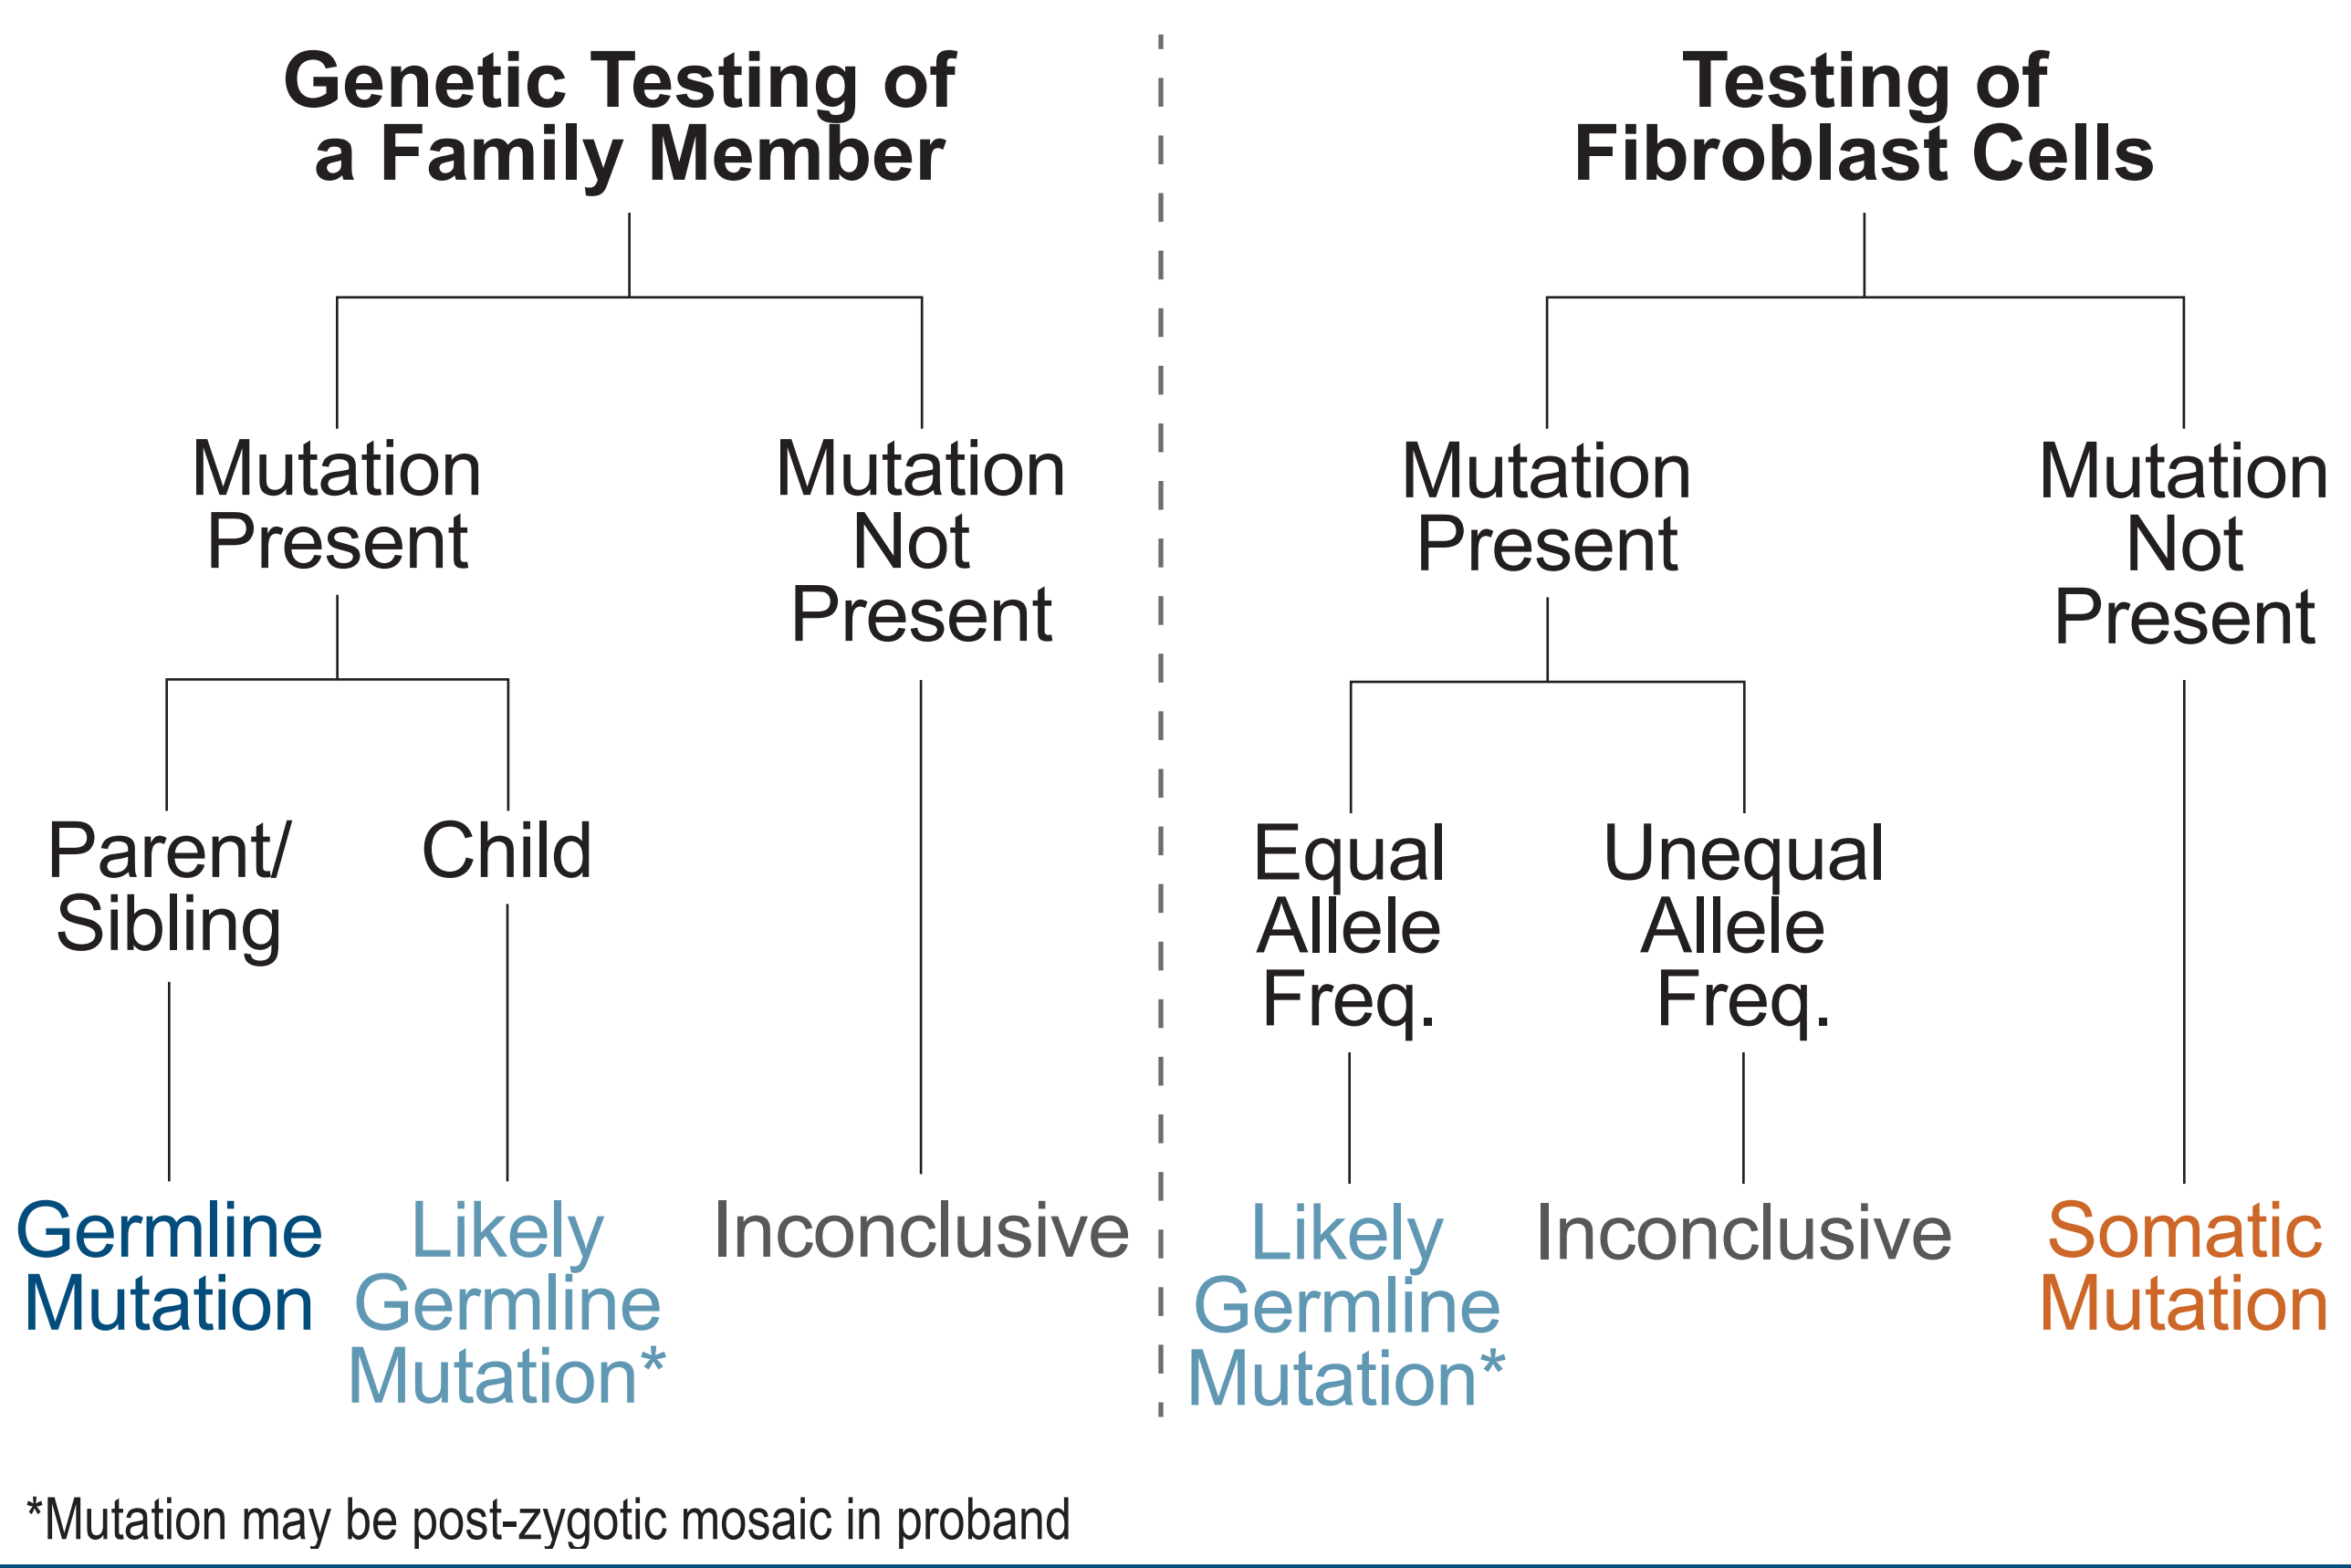 Genetic Testing of
a Family Member
Mutation
Present
Mutation
Not
Present
Parent/
Sibling
Child
Germline
Mutation
Likely
Germline
Mutation*
Inonclusive
Testing of
Fibroblast Cells
Mutation
Present
Mutation
Not
Present
Equal
Allele
Freq.
Unequal
Allele
Freq.
Likely
Germline
Mutation*
Inconclusive
Somatic
Mutation
*Mutation may be post-zygotic mosaic in proband